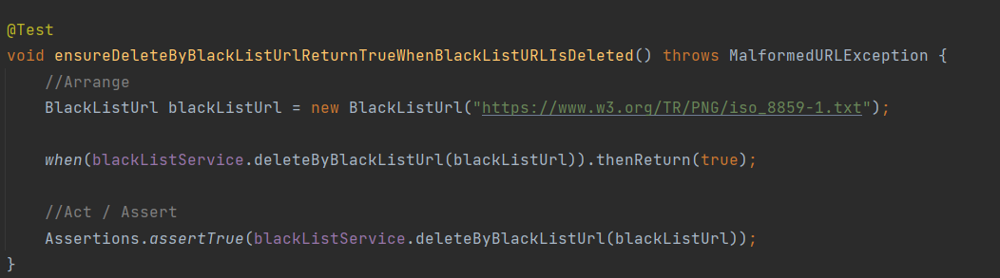 @Test
void ensureDeleteByBlackListUrlReturnTrueWhenBlackListURLIsDeleted() throws MalformedURLException {
//Arrange
BlackListUrl blackListUrl = new BlackListUrl("https://www.w3.org/TR/PNG/iso_8859-1.txt");
when(blackListService.deleteByBlackListUrl(blackListUrl)).thenReturn(true);
//Act / Assert
Assertions.assertTrue(blackListService.deleteByBlackListUrl(blackListUrl));
}